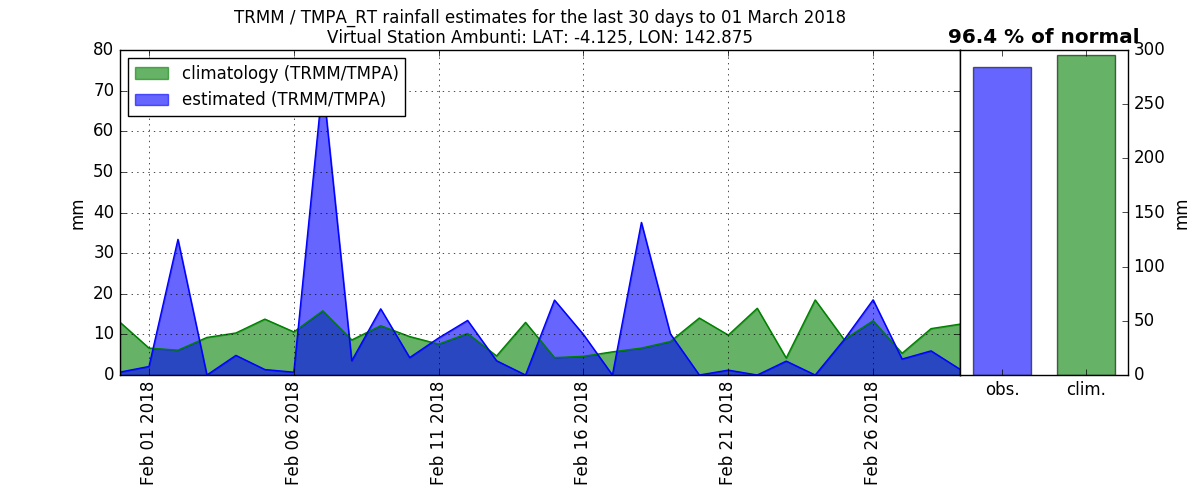 TRMM / TMPA_RT rainfall estimates for the last 30 days to 01 March 2018
Virtual Station Ambunti: LAT: -4.125, LON: 142.875
96.4 % of normal
climatology (TRMM/TMPA)
estimated (TRMM/TMPA)
80
70
60
50
40
30
20
10
0
mm
300
250
200
150
100
50
0
mm
Feb 01 2018
Feb 06 2018
Feb 11 2018
Feb 16 2018
Feb 21 2018
Feb 26 2018
obs.
clim.